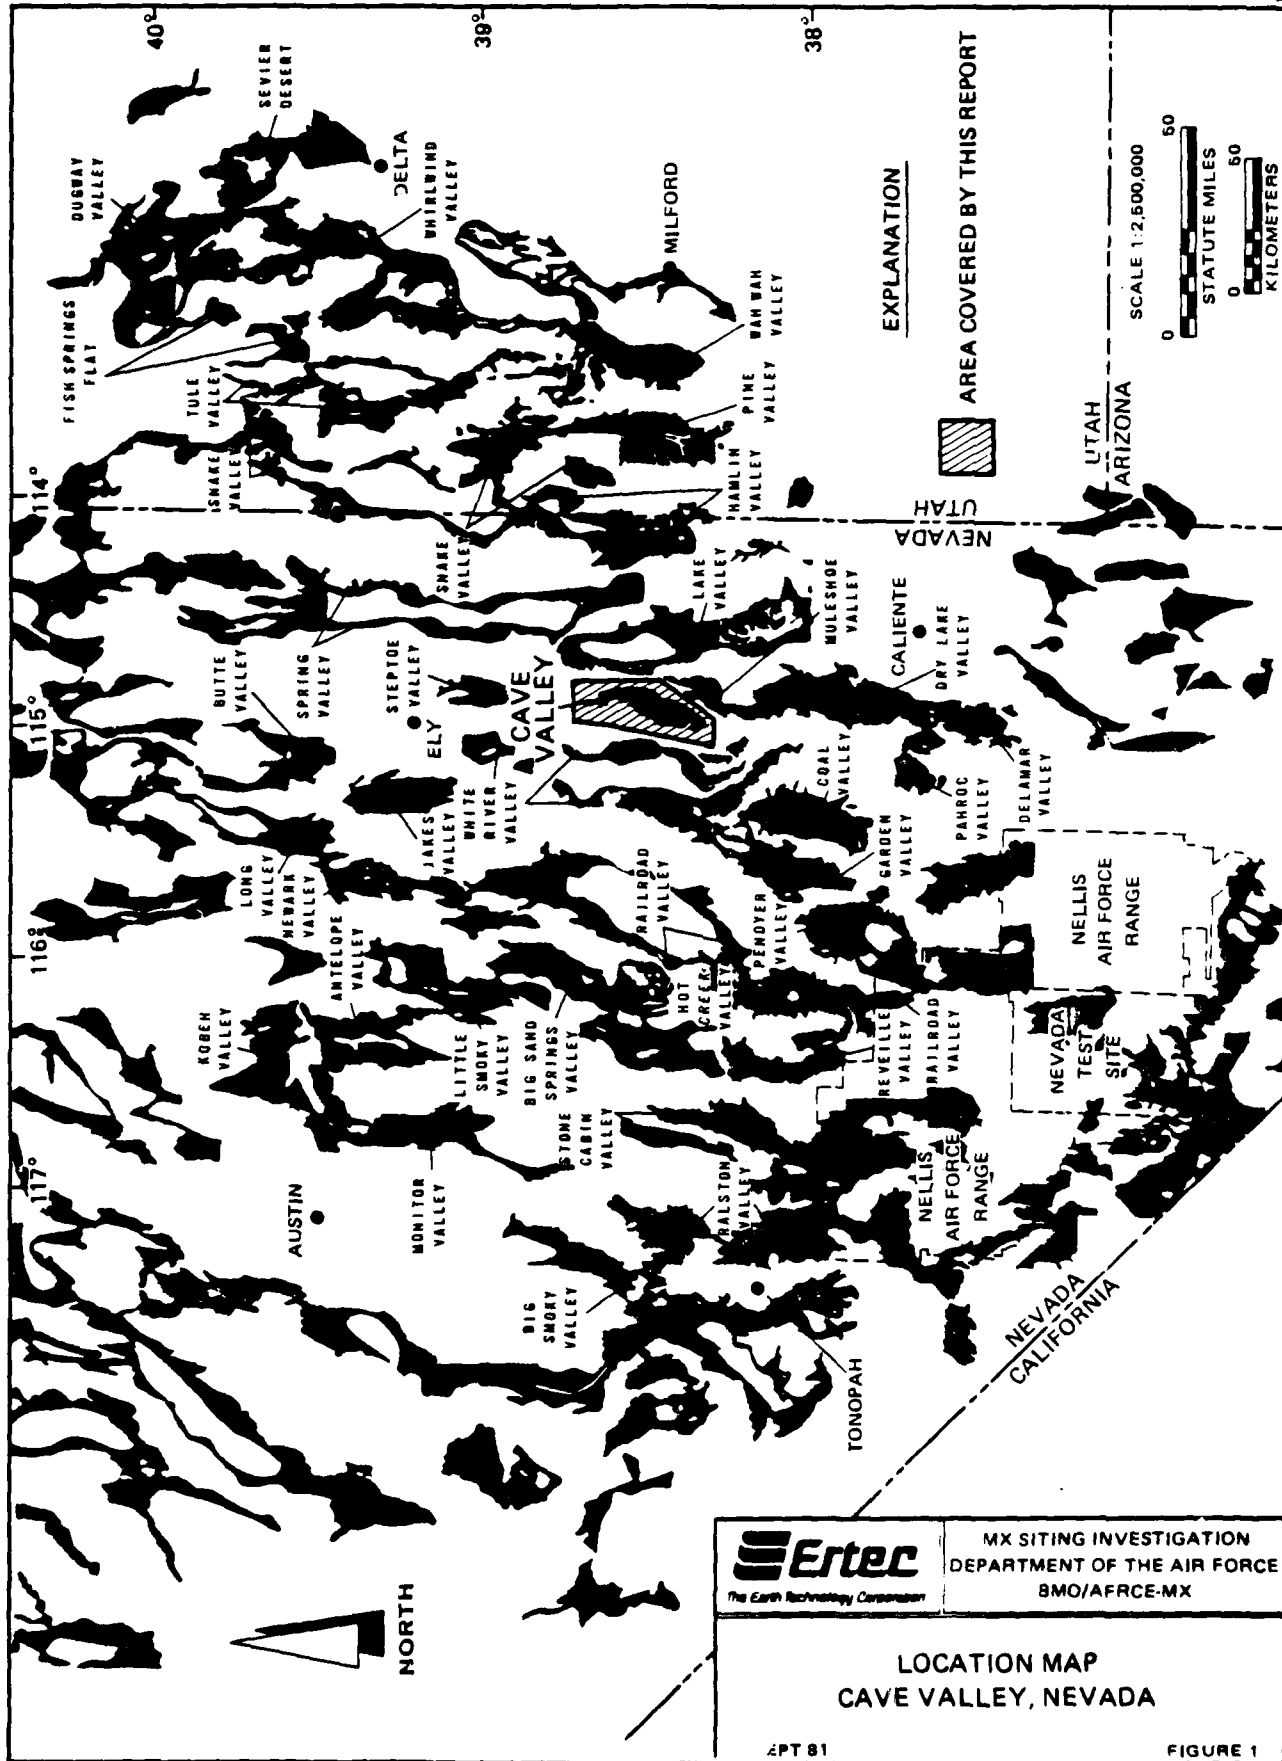 40°
39°
38°
114°
115°
116°
117°
SEVIER
DESERT
DUGWAY
VALLEY
DELTA
WHIRLWIND
VALLEY
FISH SPRINGS
FLAT
TULE
VALLEY
SNAKE
VALLEY
MILFORD
WAH WAH
VALLEY
PINE
VALLEY
HAMLIN
VALLEY
SNAKE
VALLEY
LAKE
VALLEY
MULESHOE
VALLEY
BUTTE
VALLEY
SPRING
VALLEY
STEPTOE
VALLEY
ELY
CAVE
VALLEY
CALIENTE
DRY LAKE
VALLEY
JAKES
VALLEY
WHITE
RIVER
VALLEY
COAL
VALLEY
GARDEN
VALLEY
PAHROC
VALLEY
DELAMAR
VALLEY
LONG
VALLEY
NEWARK
VALLEY
ANTELOPE
VALLEY
RAILROAD
VALLEY
PENOYER
VALLEY
HOT
CREEK
VALLEY
KOBEH
VALLEY
LITTLE
SMOKY
VALLEY
BIG SAND
SPRINGS
VALLEY
REVEILLE
VALLEY
RAILROAD
VALLEY
STONE
CABIN
VALLEY
RALSTON
VALLEY
AUSTIN
MONITOR
VALLEY
BIG
SMOKY
VALLEY
TONOPAH
NELLIS
AIR FORCE
RANGE
NEVADA
TEST
SITE
NELLIS
AIR FORCE
RANGE
NEVADA
CALIFORNIA
NEVADA
UTAH
UTAH
ARIZONA
EXPLANATION
AREA COVERED BY THIS REPORT
SCALE 1:2,500,000
0 50
STATUTE MILES
0 50
KILOMETERS
NORTH
Ertec
The Earth Technology Corporation
MX SITING INVESTIGATION
DEPARTMENT OF THE AIR FORCE
BMO/AFRCE-MX
LOCATION MAP
CAVE VALLEY, NEVADA
EPT 81
FIGURE 1